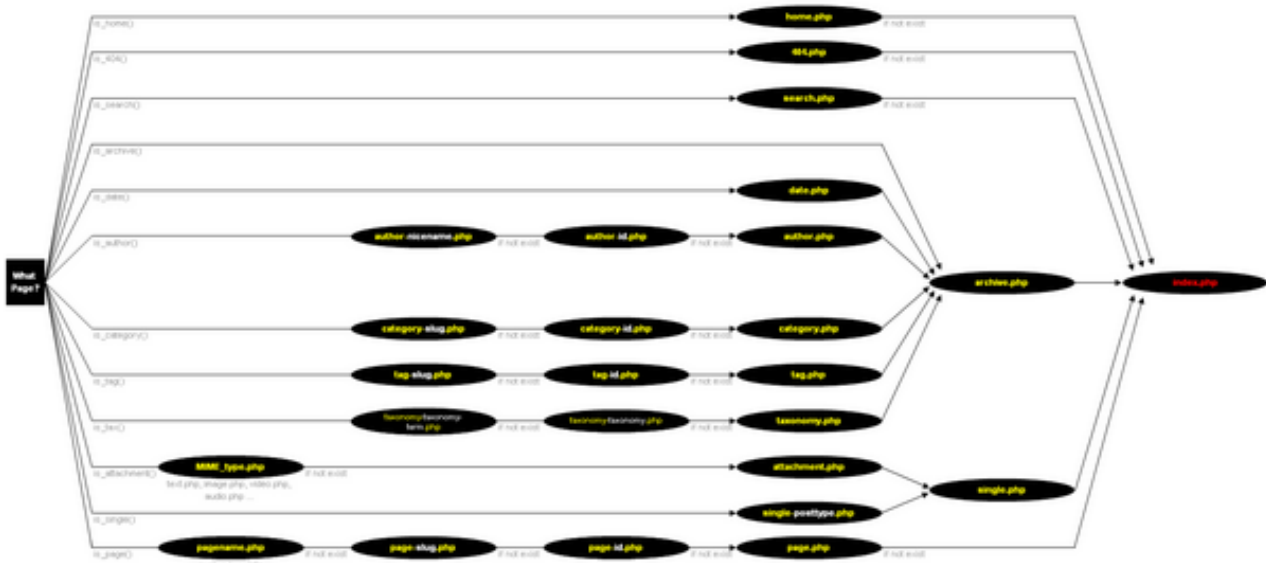 is_home()
home.php
if not exist
is_404()
404.php
if not exist
is_search()
search.php
if not exist
is_archive()
is_date()
date.php
is_author()
author-nicename.php
if not exist
author-id.php
if not exist
author.php
What
Page?
archive.php
index.php
is_category()
category-slug.php
if not exist
category-id.php
if not exist
category.php
is_tag()
tag-slug.php
if not exist
tag-id.php
if not exist
tag.php
is_tax()
taxonomy-taxonomy-
term.php
if not exist
taxonomy-taxonomy.php
if not exist
taxonomy.php
is_attachment()
MIME_type.php
if not exist
text.php, image.php, video.php,
audio.php ...
attachment.php
single.php
is_single()
single-posttype.php
is_page()
pagename.php
if not exist
page-slug.php
if not exist
page-id.php
if not exist
page.php
if not exist